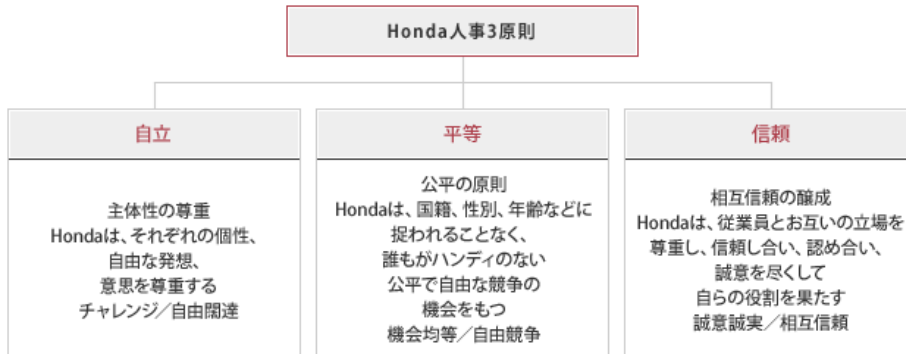 Honda人事3原則
自立
主体性の尊重
Hondaは、それぞれの個性、
自由な発想、
意思を尊重する
チャレンジ／自由闊達
平等
公平の原則
Hondaは、国籍、性別、年齢などに
捉われることなく、
誰もがハンディのない
公平で自由な競争の
機会をもつ
機会均等／自由競争
信頼
相互信頼の醸成
Hondaは、従業員とお互いの立場を
尊重し、信頼し合い、認め合い、
誠意を尽くして
自らの役割を果たす
誠意誠実／相互信頼